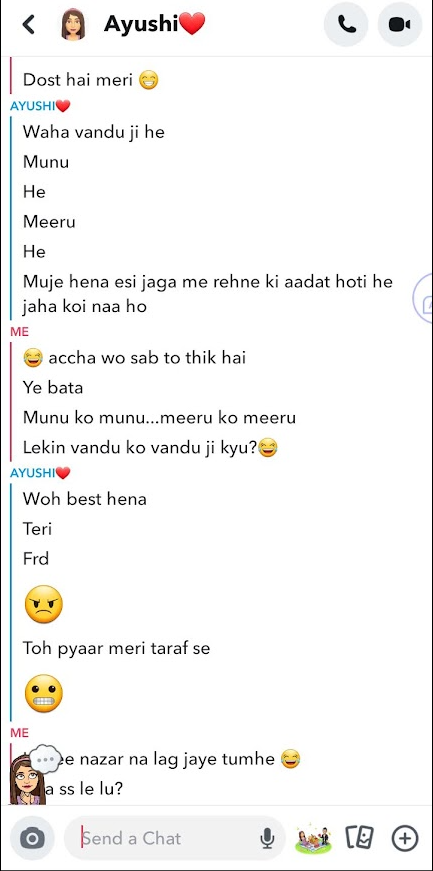 Ayushi❤️
Dost hai meri 😁
AYUSHI❤️
Waha vandu ji he
Munu
He
Meeru
He
Muje hena esi jaga me rehne ki aadat hoti he
jaha koi naa ho
ME
😂 accha wo sab to thik hai
Ye bata
Munu ko munu...meeru ko meeru
Lekin vandu ko vandu ji kyu?😂
AYUSHI❤️
Woh best hena
Teri
Frd
😠
Toh pyaar meri taraf se
😬
ME
nazar na lag jaye tumhe 😂
ss le lu?
Send a Chat